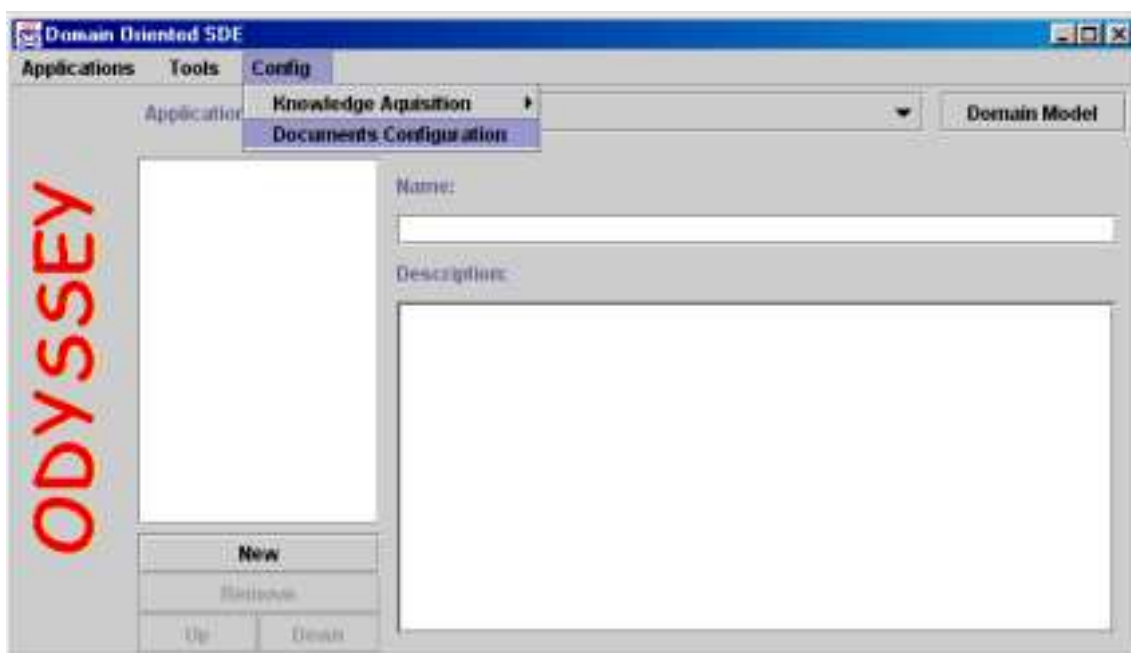 Domain Oriented SDE
Applications Tools Config
Knowledge Aquisition
Documents Configuration
Application
Domain Model
ODYSSEY
Name:
Description:
New
Remove
Up Down